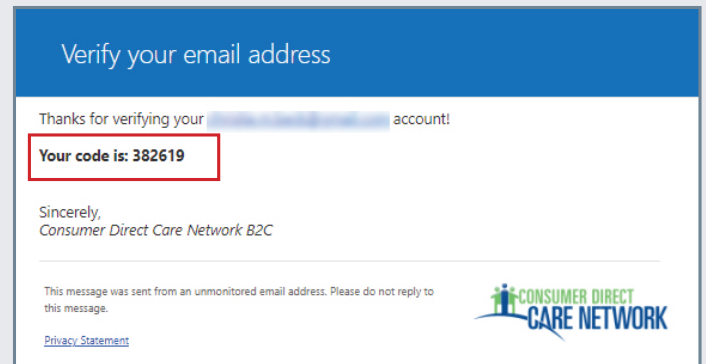 Verify your email address
Thanks for verifying your account!
Your code is: 382619
Sincerely,
Consumer Direct Care Network B2C
This message was sent from an unmonitored email address. Please do not reply to
this message.
Privacy Statement
CONSUMER DIRECT
CARE NETWORK